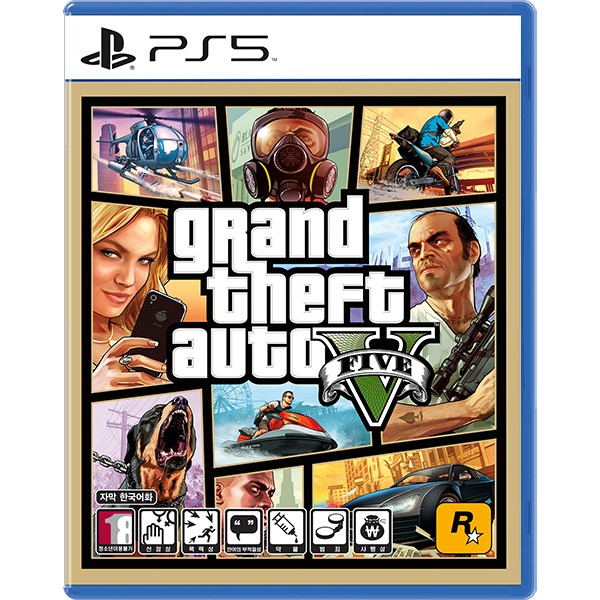 PS5
grand
theft
auto
V
FIVE
자막 한국어화
18
청소년이용불가
선정성
폭력성
언어의 부적절성
약물
범죄
사행성
R